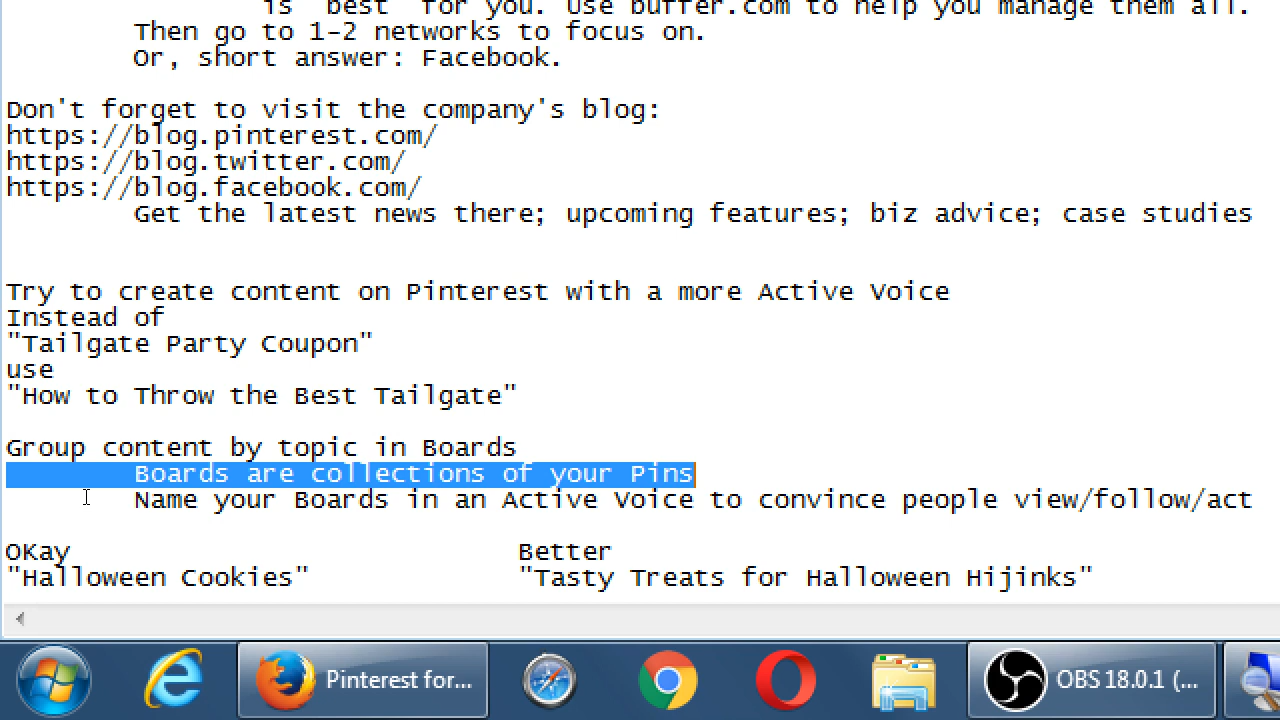 is "best" for you. Use buffer.com to help you manage them all.
Then go to 1-2 networks to focus on.
Or, short answer: Facebook.
Don't forget to visit the company's blog:
https://blog.pinterest.com/
https://blog.twitter.com/
https://blog.facebook.com/
Get the latest news there; upcoming features; biz advice; case studies
Try to create content on Pinterest with a more Active Voice
Instead of
"Tailgate Party Coupon"
use
"How to Throw the Best Tailgate"
Group content by topic in Boards
Boards are collections of your Pins
Name your Boards in an Active Voice to convince people view/follow/act
OKay Better
"Halloween Cookies" "Tasty Treats for Halloween Hijinks"
Pinterest for... OBS 18.0.1 (...